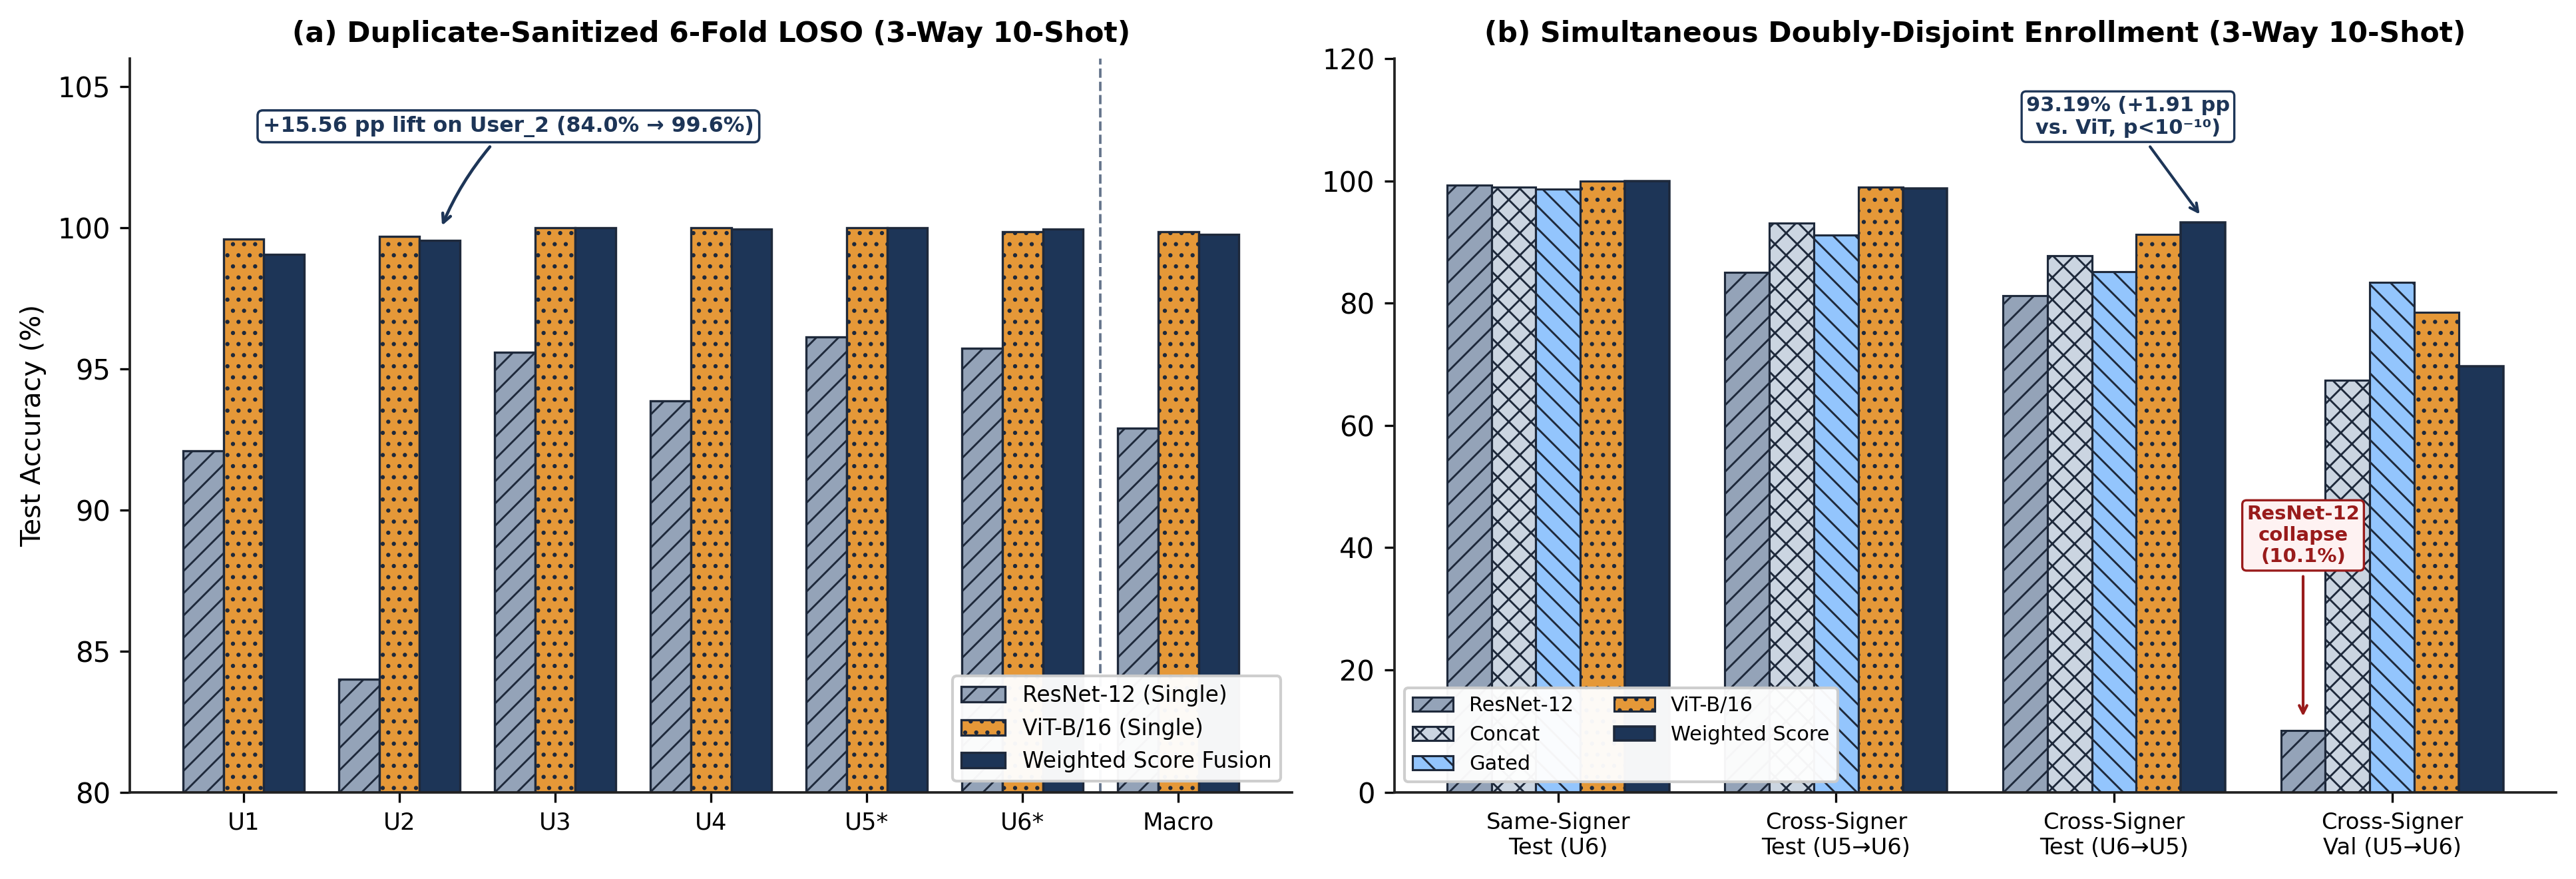 (a) Duplicate-Sanitized 6-Fold LOSO (3-Way 10-Shot)
Test Accuracy (%)
105
100
95
90
85
80
+15.56 pp lift on User_2 (84.0% → 99.6%)
ResNet-12 (Single)
ViT-B/16 (Single)
Weighted Score Fusion
U1
U2
U3
U4
U5*
U6*
Macro
(b) Simultaneous Doubly-Disjoint Enrollment (3-Way 10-Shot)
120
100
80
60
40
20
0
93.19% (+1.91 pp
vs. ViT, p<10⁻¹⁰)
ResNet-12
collapse
(10.1%)
ResNet-12
Concat
Gated
ViT-B/16
Weighted Score
Same-Signer
Test (U6)
Cross-Signer
Test (U5→U6)
Cross-Signer
Test (U6→U5)
Cross-Signer
Val (U5→U6)